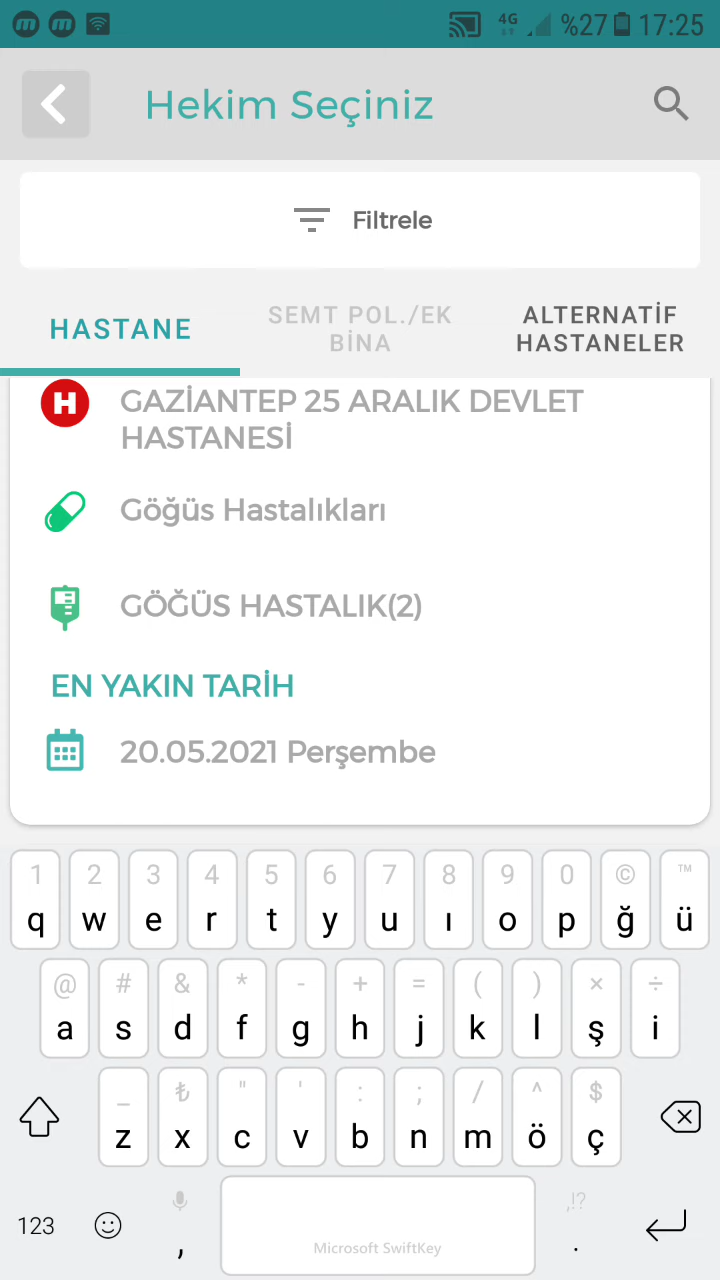 4G %27 17:25
Hekim Seçiniz
Filtrele
HASTANE
SEMT POL./EK
BİNA
ALTERNATİF
HASTANELER
H GAZİANTEP 25 ARALIK DEVLET
HASTANESİ
Göğüs Hastalıkları
GÖĞÜS HASTALIK(2)
EN YAKIN TARİH
20.05.2021 Perşembe
1 2 3 4 5 6 7 8 9 0 © ™
q w e r t y u ı o p ğ ü
@ # & * - + = ( ) × ÷
a s d f g h j k l ş i
_ ₺ " ' : ; / ^ $
z x c v b n m ö ç
,!?
123 , Microsoft SwiftKey .